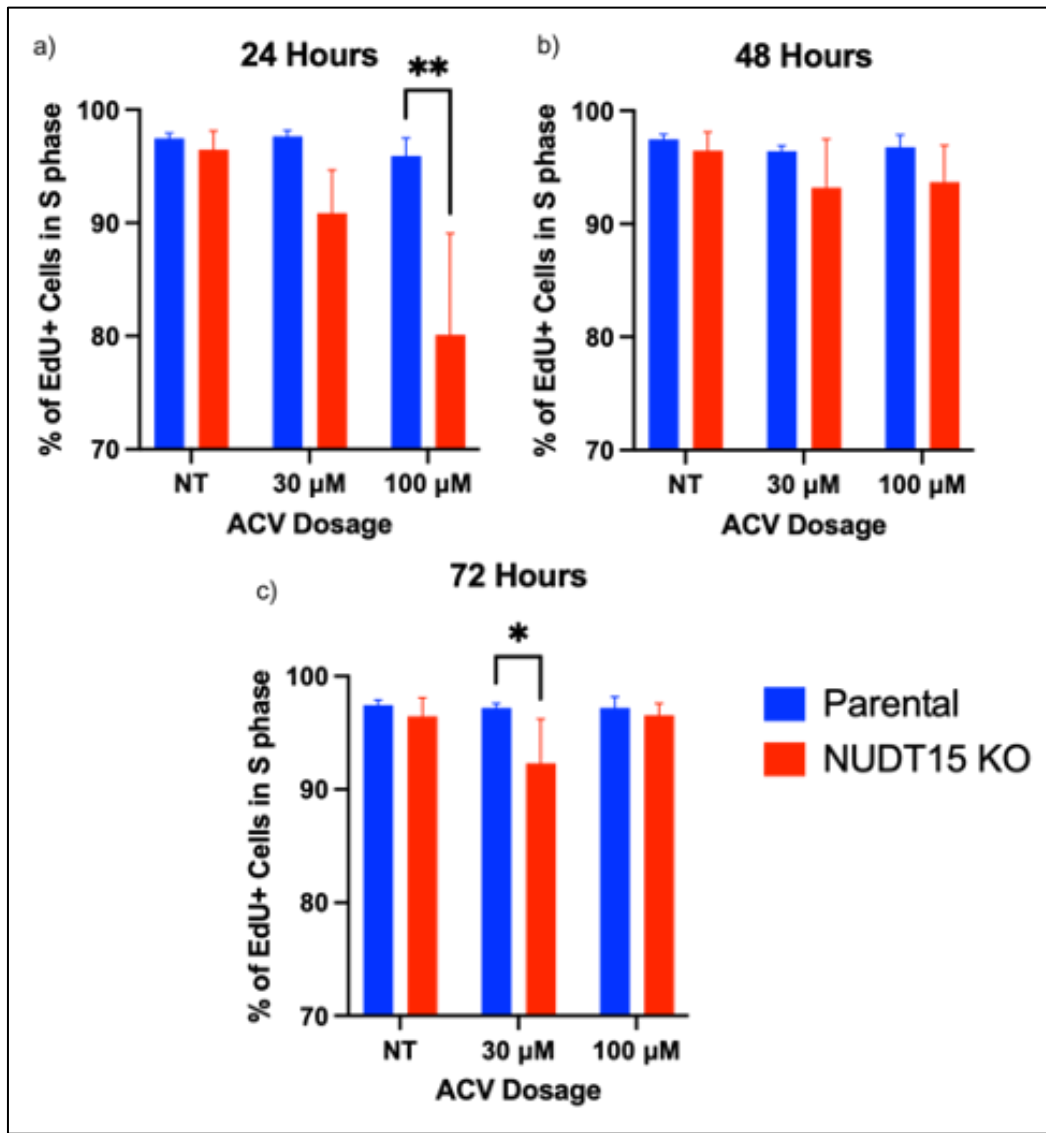 a)
24 Hours
**
% of EdU+ Cells in S phase
100
90
80
70
NT 30 µM 100 µM
ACV Dosage
b)
48 Hours
% of EdU+ Cells in S phase
100
90
80
70
NT 30 µM 100 µM
ACV Dosage
c)
72 Hours
*
% of EdU+ Cells in S phase
100
90
80
70
NT 30 µM 100 µM
ACV Dosage
Parental
NUDT15 KO